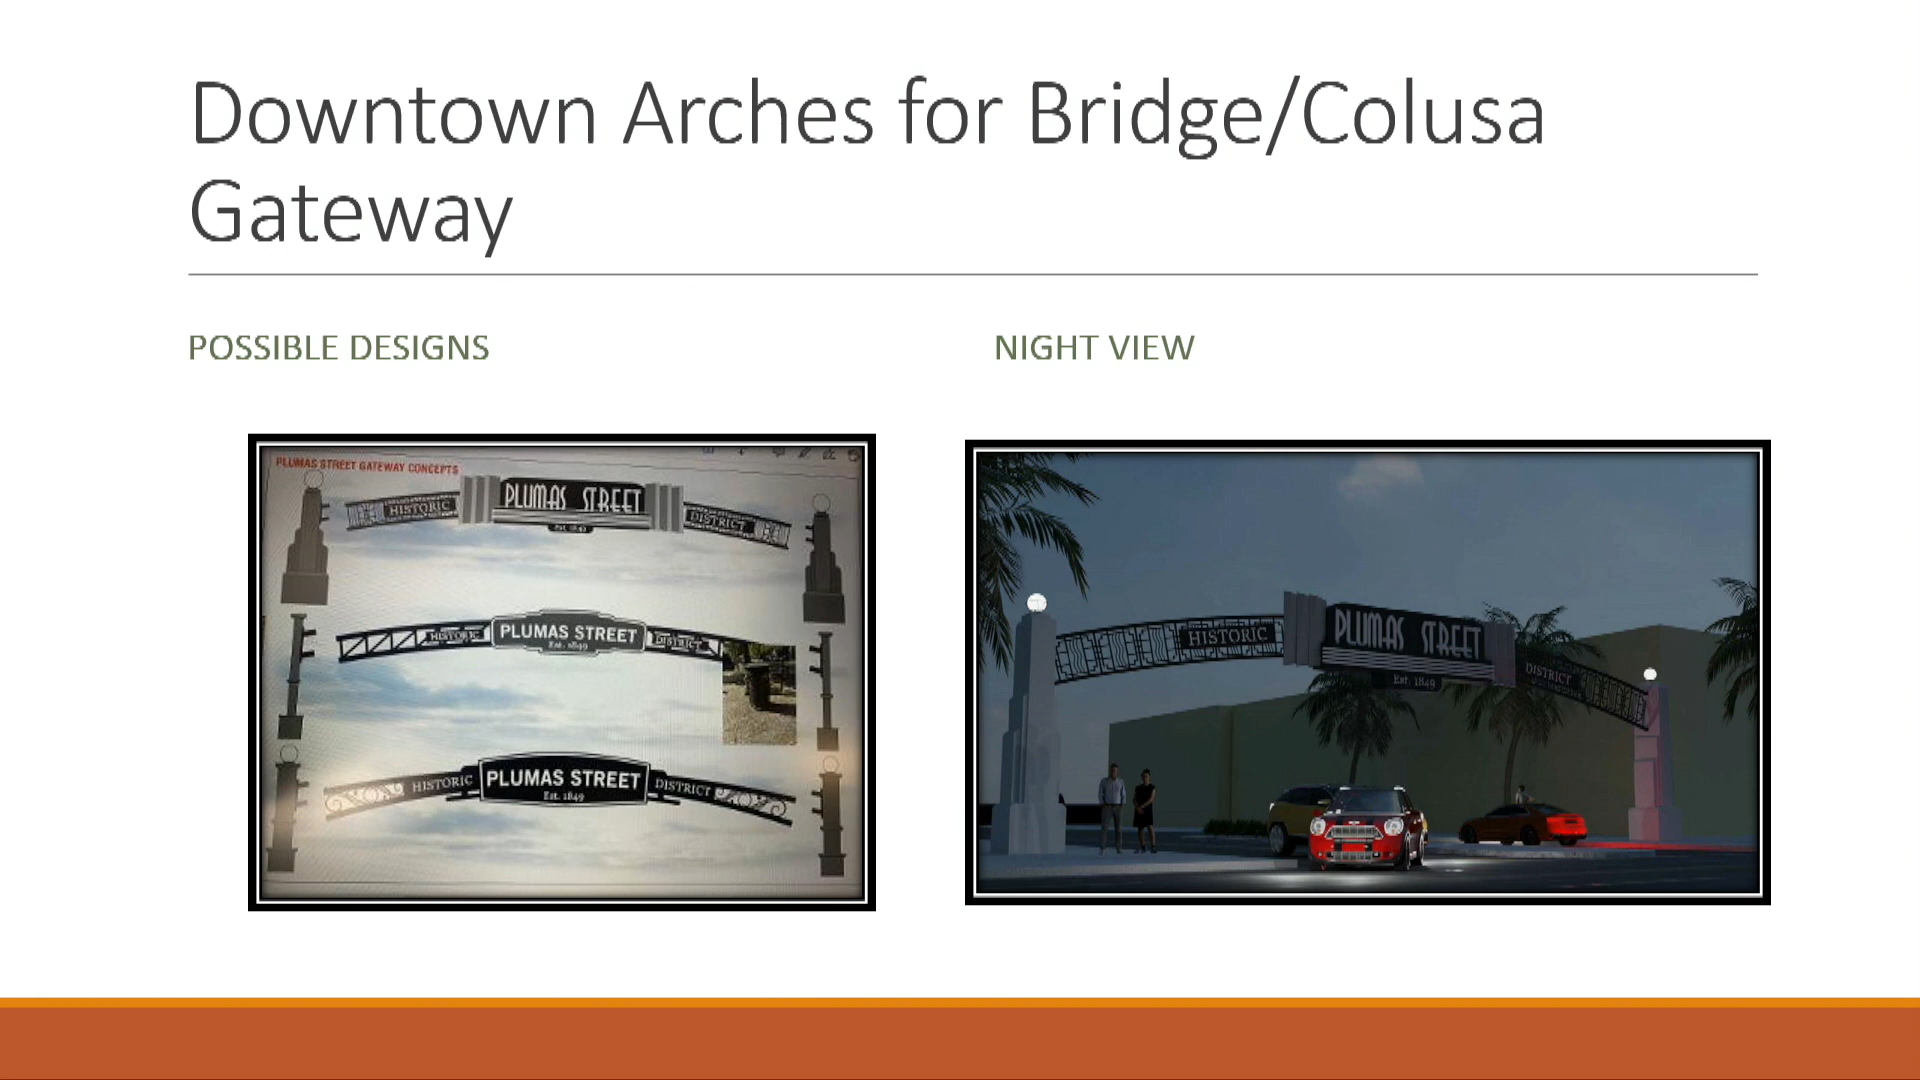 Downtown Arches for Bridge/Colusa
Gateway
POSSIBLE DESIGNS
NIGHT VIEW
PLUMAS STREET GATEWAY CONCEPTS
HISTORIC
PLUMAS STREET
DISTRICT
Est. 1849
HISTORIC
PLUMAS STREET
DISTRICT
Est. 1849
HISTORIC
PLUMAS STREET
DISTRICT
Est. 1849
HISTORIC
PLUMAS STREET
DISTRICT
Est. 1849